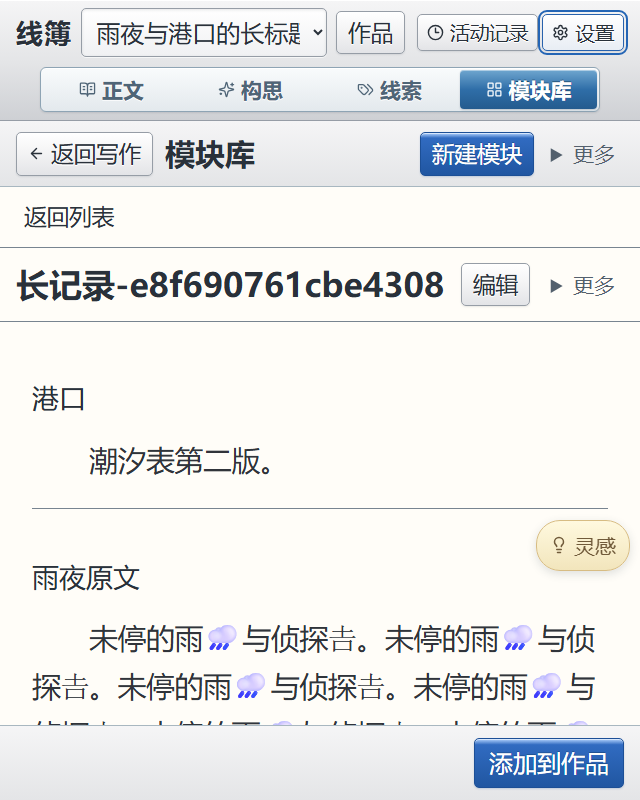 线簿 雨夜与港口的长标题 作品 活动记录 设置
正文 构思 线索 模块库
返回写作 模块库 新建模块 更多
返回列表
长记录-e8f690761cbe4308 编辑 更多
港口
潮汐表第二版。
灵感
雨夜原文
未停的雨🌧️与侦探𠮷。未停的雨🌧️与侦
探𠮷。未停的雨🌧️与侦探𠮷。未停的雨🌧️与
添加到作品